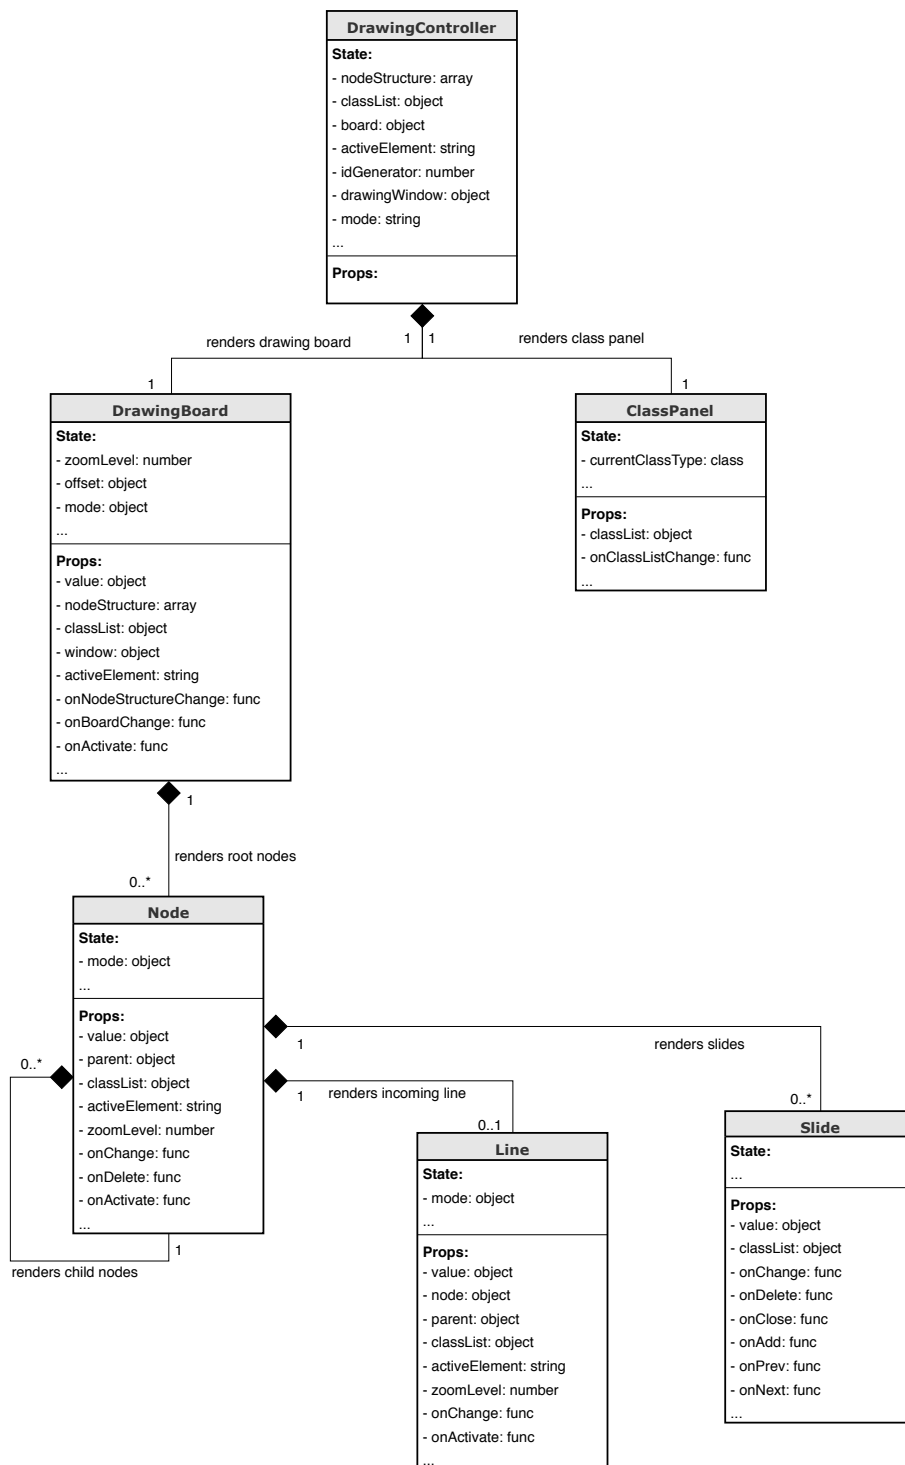 DrawingController
State:
- nodeStructure: array
- classList: object
- board: object
- activeElement: string
- idGenerator: number
- drawingWindow: object
- mode: string
...
Props:
1
1
renders drawing board
renders class panel
1
1
DrawingBoard
State:
- zoomLevel: number
- offset: object
- mode: object
...
Props:
- value: object
- nodeStructure: array
- classList: object
- window: object
- activeElement: string
- onNodeStructureChange: func
- onBoardChange: func
- onActivate: func
...
ClassPanel
State:
- currentClassType: class
...
Props:
- classList: object
- onClassListChange: func
...
1
renders root nodes
0..*
Node
State:
- mode: object
...
Props:
- value: object
- parent: object
- classList: object
- activeElement: string
- zoomLevel: number
- onChange: func
- onDelete: func
- onActivate: func
...
0..*
1
renders child nodes
1
renders slides
0..*
1
renders incoming line
0..1
Line
State:
- mode: object
...
Props:
- value: object
- node: object
- parent: object
- classList: object
- activeElement: string
- zoomLevel: number
- onChange: func
- onActivate: func
...
Slide
State:
...
Props:
- value: object
- classList: object
- onChange: func
- onDelete: func
- onClose: func
- onAdd: func
- onPrev: func
- onNext: func
...